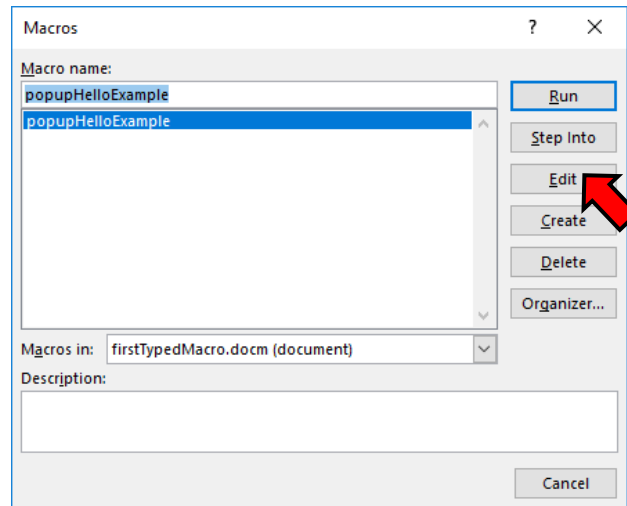 Macros ?
Macro name:
popupHelloExample
popupHelloExample
Run
Step Into
Edit
Create
Delete
Organizer...
Macros in: firstTypedMacro.docm (document)
Description:
Cancel